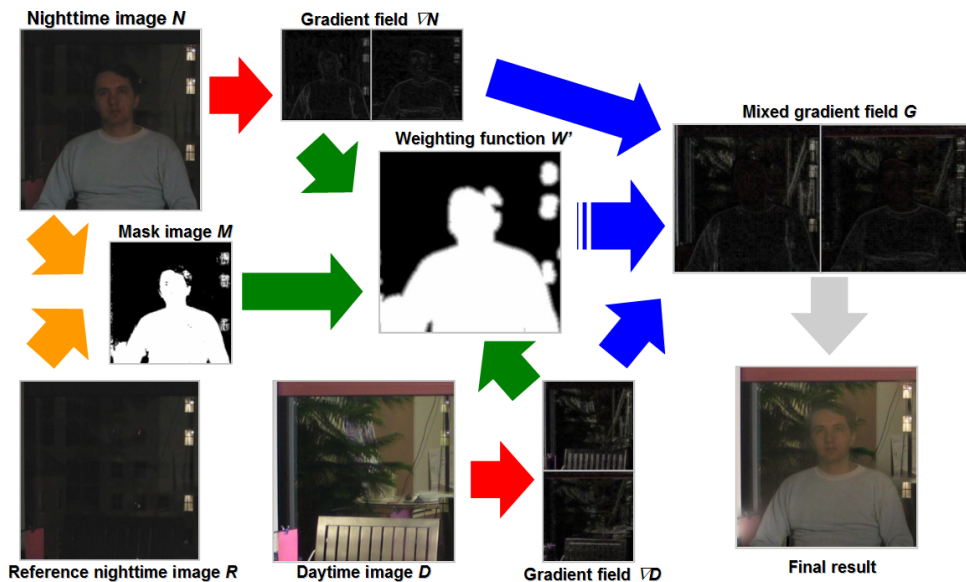 Nighttime image N
Gradient field ∇N
Mixed gradient field G
Weighting function W'
Mask image M
Reference nighttime image R
Daytime image D
Gradient field ∇D
Final result